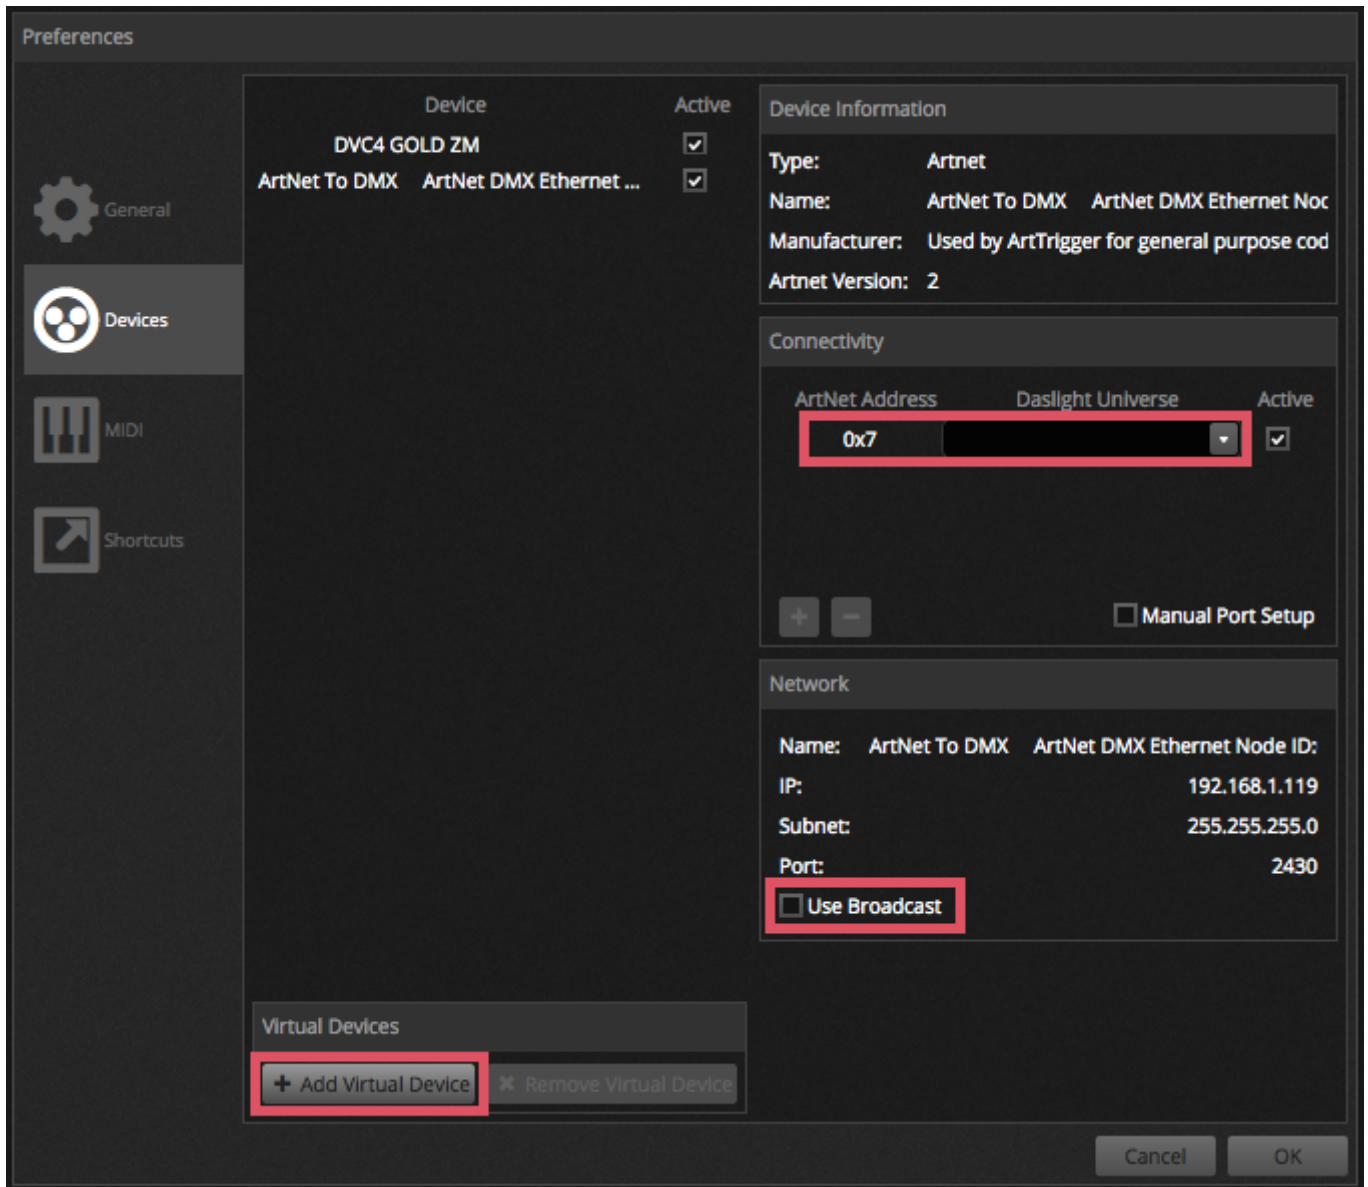 Preferences
General
Devices
MIDI
Shortcuts
Device Active
DVC4 GOLD ZM
ArtNet To DMX ArtNet DMX Ethernet ...
Virtual Devices
+ Add Virtual Device
✖ Remove Virtual Device
Device Information
Type: Artnet
Name: ArtNet To DMX ArtNet DMX Ethernet Noc
Manufacturer: Used by ArtTrigger for general purpose cod
Artnet Version: 2
Connectivity
ArtNet Address Daslight Universe Active
0x7
Manual Port Setup
Network
Name: ArtNet To DMX ArtNet DMX Ethernet Node ID:
IP: 192.168.1.119
Subnet: 255.255.255.0
Port: 2430
Use Broadcast
Cancel OK